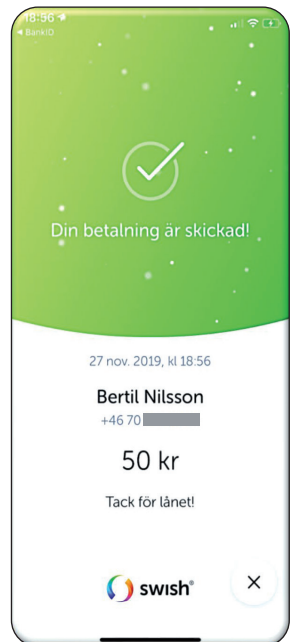 18:56
◀ BankID
Din betalning är skickad!
27 nov. 2019, kl 18:56
Bertil Nilsson
+46 70
50 kr
Tack för lånet!
swish®